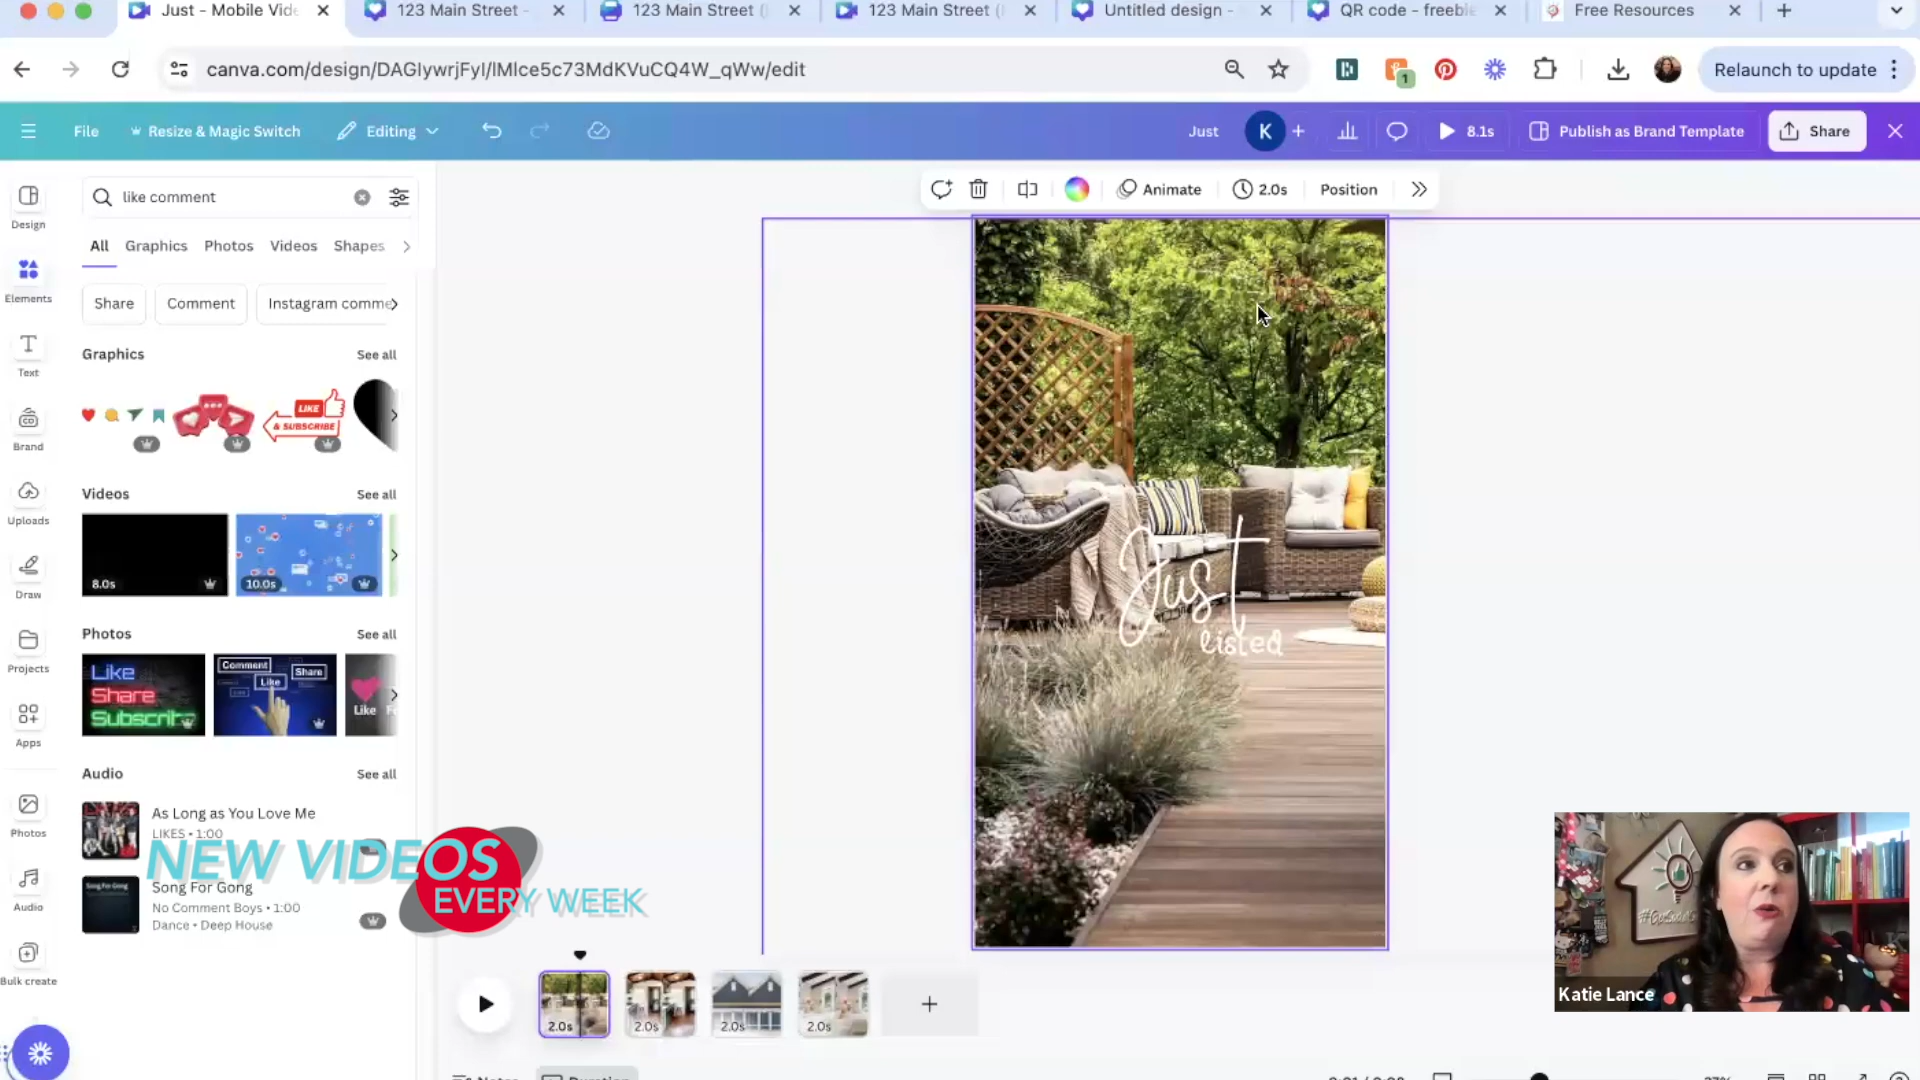 Just - Mobile Vide
123 Main Street -
123 Main Street (
123 Main Street (
Untitled design -
QR code - freebie
Free Resources
canva.com/design/DAGlywrjFyI/lMlce5c73MdKVuCQ4W_qWw/edit
1
Relaunch to update
File
Resize & Magic Switch
Editing
Just
K
8.1s
Publish as Brand Template
Share
like comment
Animate
2.0s
Position
Design
Elements
Text
Brand
Uploads
Draw
Projects
Apps
Photos
Audio
Bulk create
All
Graphics
Photos
Videos
Shapes
Share
Comment
Instagram comme
Graphics
See all
LIKE
& SUBSCRIBE
Videos
See all
8.0s
10.0s
Photos
See all
Like
Share
Subscribe
Comment
Share
Like
Like
Audio
See all
As Long as You Love Me
LIKES • 1:00
Song For Gong
No Comment Boys • 1:00
Dance • Deep House
NEW VIDEOS
EVERY WEEK
Just
Listed
2.0s
2.0s
2.0s
2.0s
Katie Lance